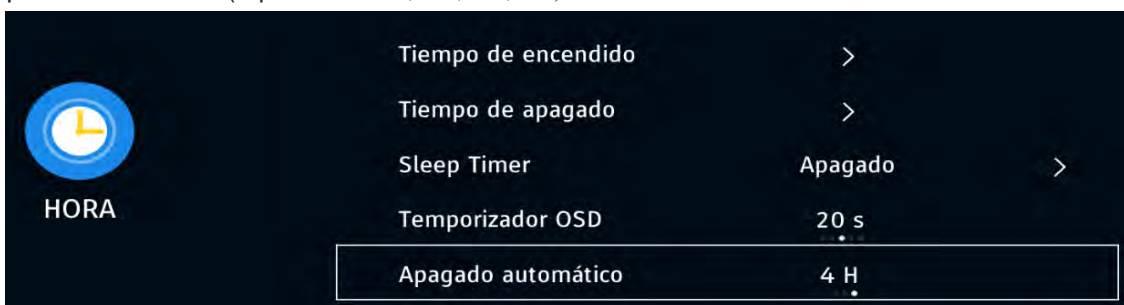 Tiempo de encendido >
Tiempo de apagado >
Sleep Timer Apagado >
HORA
Temporizador OSD 20 s
Apagado automático 4 H